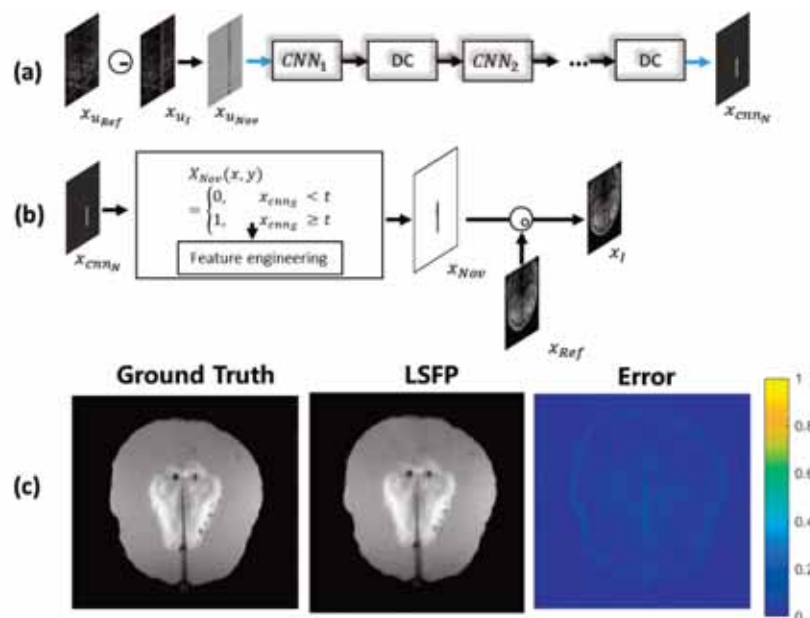 (a)
x_{u_{Ref}}
x_{u_I}
x_{u_{Nov}}
CNN_1
DC
CNN_2
...
DC
x_{cnn_N}
(b)
x_{cnn_N}
X_{Nov}(x, y)
= { 0, x_{cnn_g} < t
1, x_{cnn_g} ≥ t
Feature engineering
x_{Nov}
x_{Ref}
x_I
(c)
Ground Truth
LSFP
Error
1
0.8
0.6
0.4
0.2
0